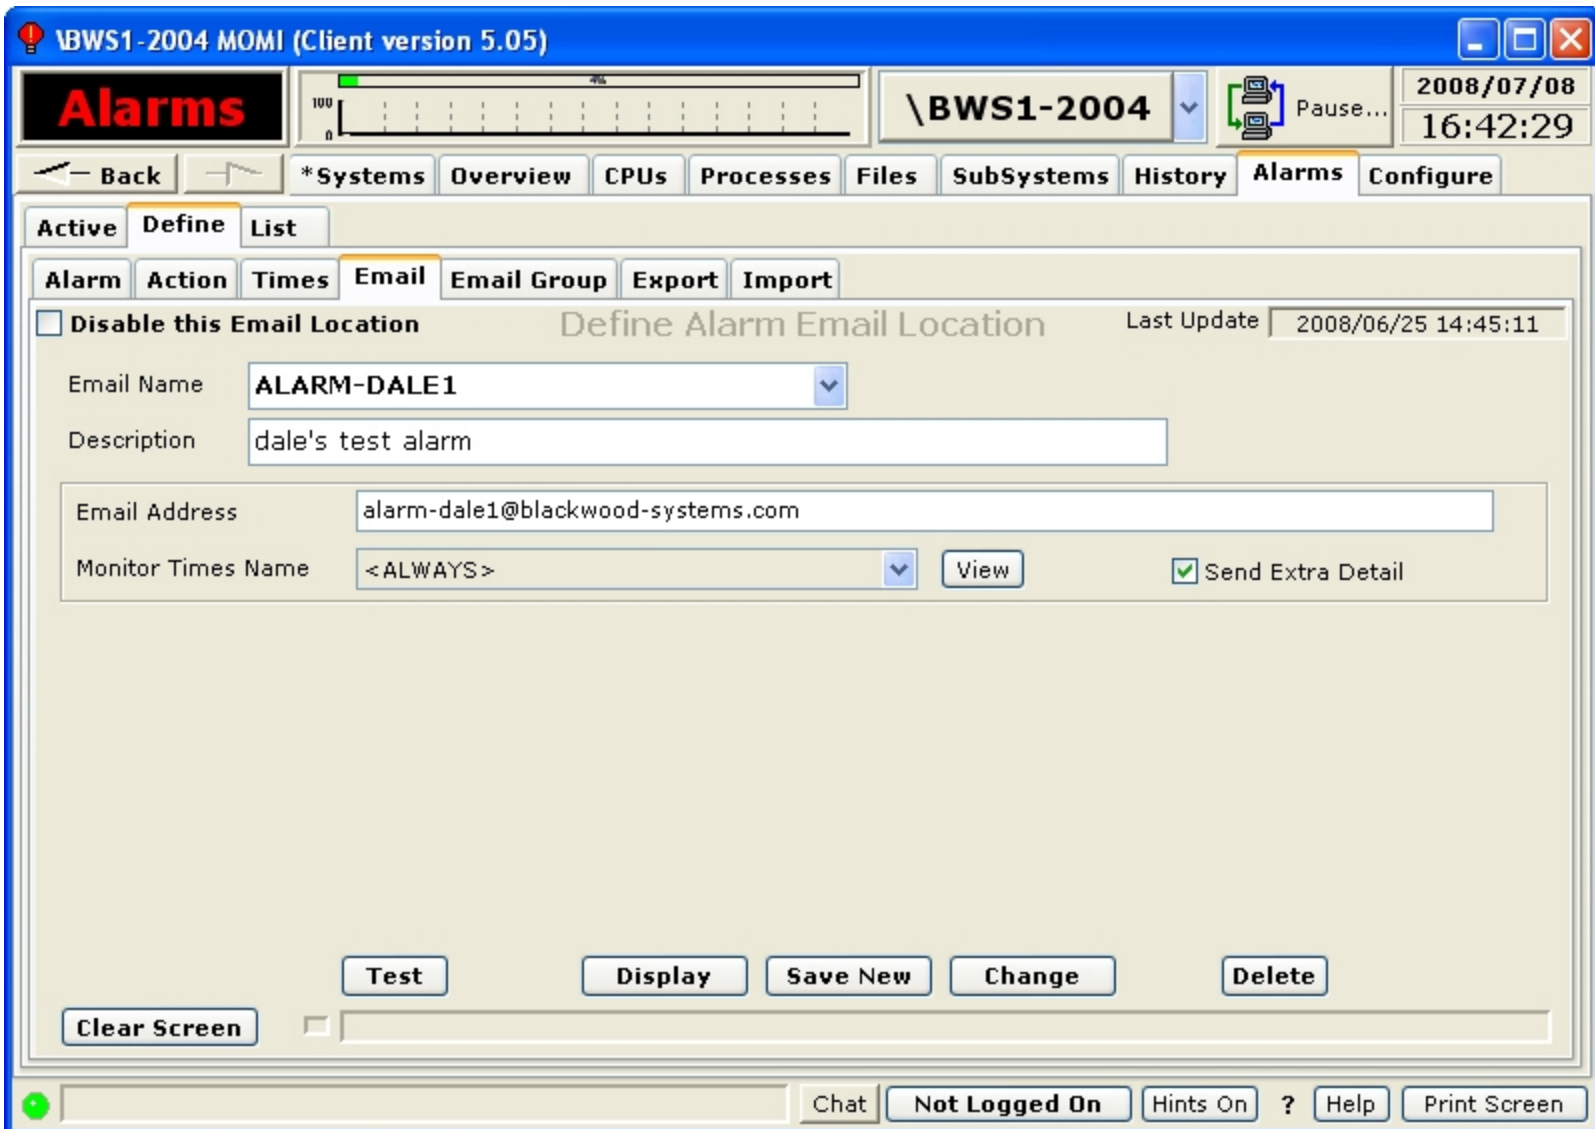 \BWS1-2004 MOMI (Client version 5.05)
Alarms
4%
100
0
\BWS1-2004
Pause...
2008/07/08
16:42:29
Back
*Systems Overview CPUs Processes Files SubSystems History Alarms Configure
Active Define List
Alarm Action Times Email Email Group Export Import
Disable this Email Location
Define Alarm Email Location
Last Update 2008/06/25 14:45:11
Email Name ALARM-DALE1
Description dale's test alarm
Email Address alarm-dale1@blackwood-systems.com
Monitor Times Name <ALWAYS> View Send Extra Detail
Test Display Save New Change Delete
Clear Screen
Chat Not Logged On Hints On ? Help Print Screen